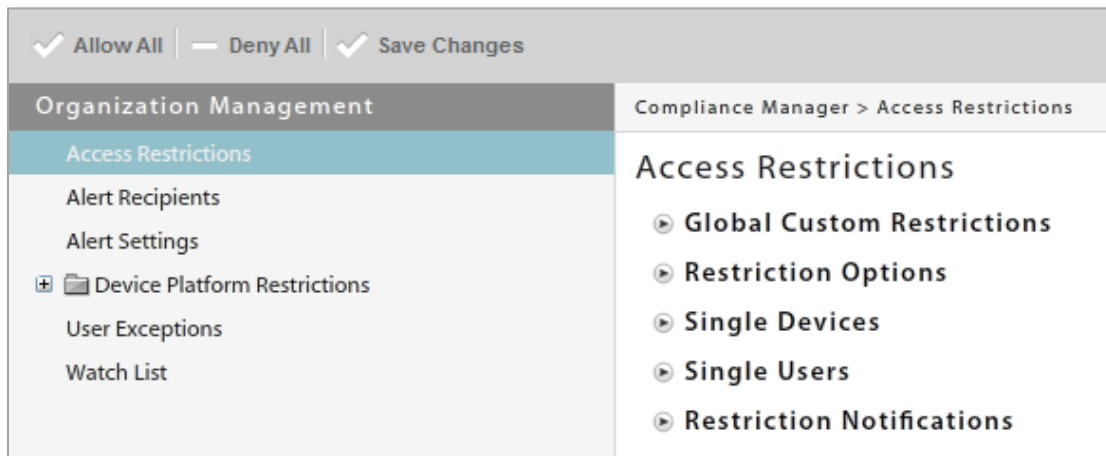 Allow All Deny All Save Changes
Organization Management
Access Restrictions
Alert Recipients
Alert Settings
Device Platform Restrictions
User Exceptions
Watch List
Compliance Manager > Access Restrictions
Access Restrictions
Global Custom Restrictions
Restriction Options
Single Devices
Single Users
Restriction Notifications